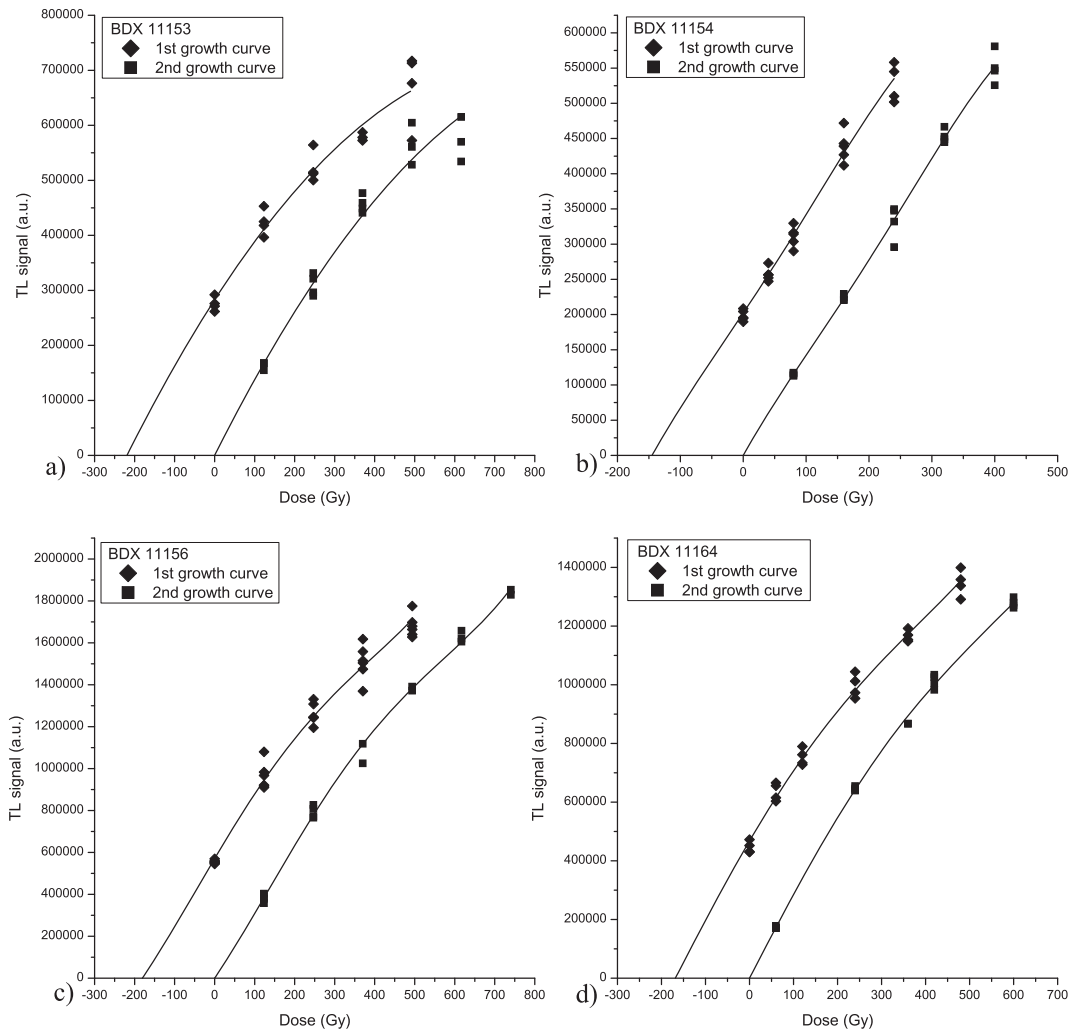 BDX 11153
1st growth curve
2nd growth curve
800000
700000
600000
500000
400000
300000
200000
100000
0
TL signal (a.u.)
-300 -200 -100 0 100 200 300 400 500 600 700 800
Dose (Gy)
a)
BDX 11154
1st growth curve
2nd growth curve
600000
550000
500000
450000
400000
350000
300000
250000
200000
150000
100000
50000
0
TL signal (a.u.)
-200 -100 0 100 200 300 400 500
Dose (Gy)
b)
BDX 11156
1st growth curve
2nd growth curve
2000000
1800000
1600000
1400000
1200000
1000000
800000
600000
400000
200000
0
TL signal (a.u.)
-300 -200 -100 0 100 200 300 400 500 600 700 800
Dose (Gy)
c)
BDX 11164
1st growth curve
2nd growth curve
1400000
1200000
1000000
800000
600000
400000
200000
0
TL signal (a.u.)
-300 -200 -100 0 100 200 300 400 500 600 700
Dose (Gy)
d)